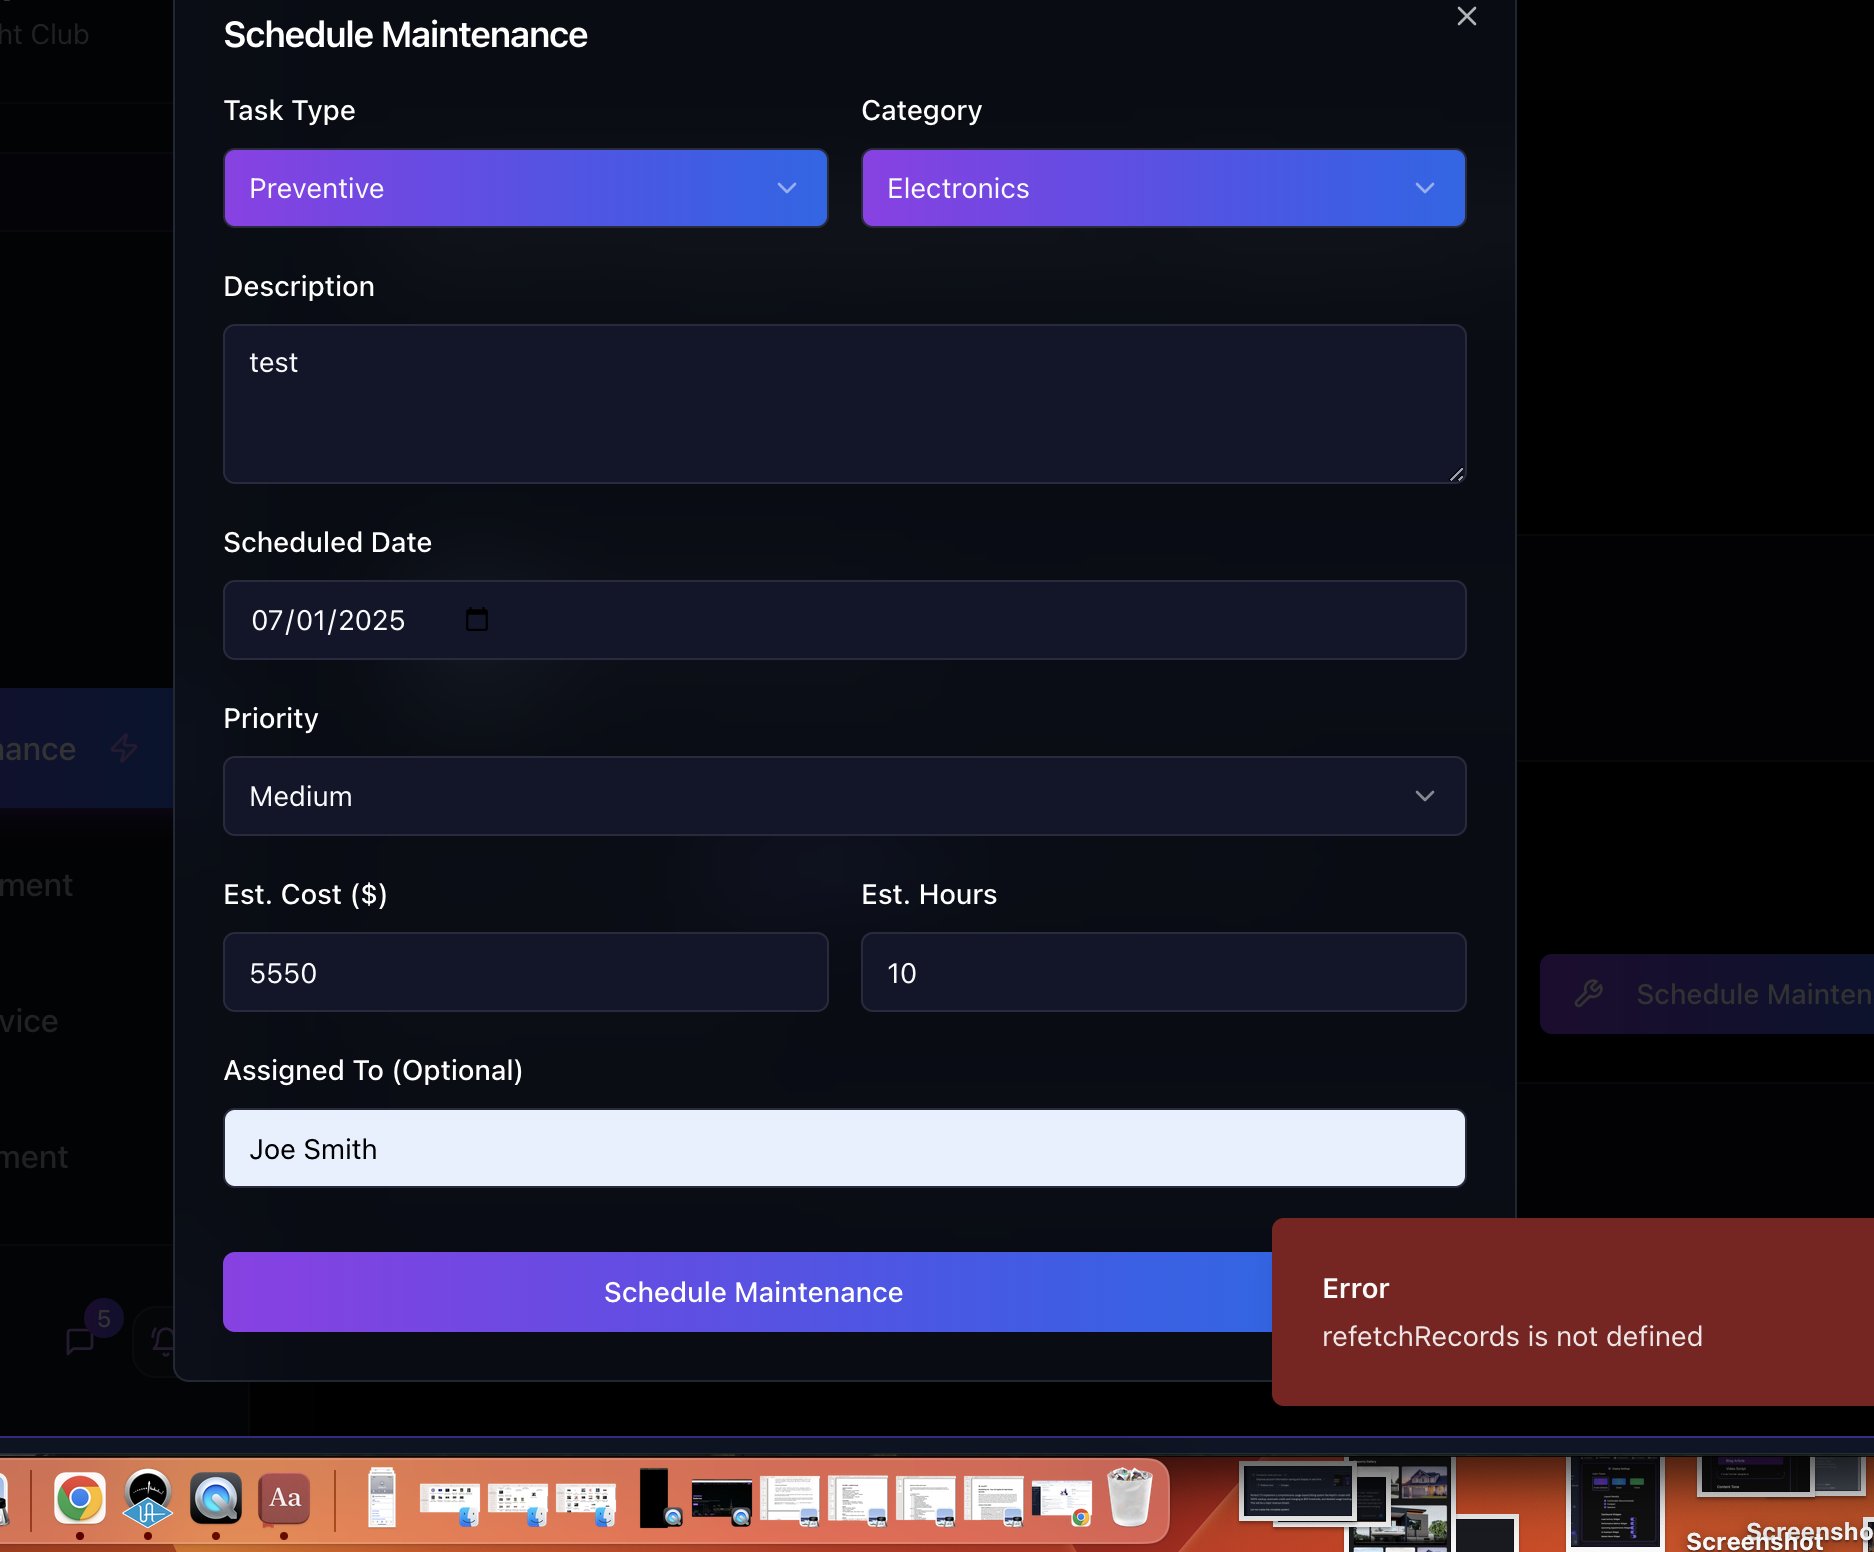 ht Club
Schedule Maintenance
Task Type
Category
Preventive
Electronics
Description
test
Scheduled Date
07/01/2025
Priority
nance
Medium
ment
Est. Cost ($)
Est. Hours
5550
10
Schedule Mainten
vice
Assigned To (Optional)
Joe Smith
ment
Schedule Maintenance
Error
refetchRecords is not defined
5
Aa
Screenshot
Screensho